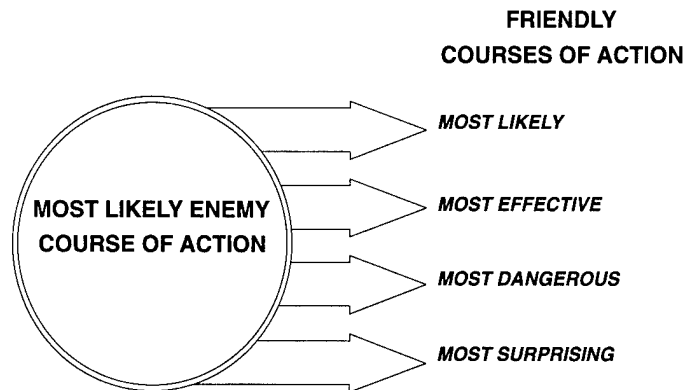 FRIENDLY
COURSES OF ACTION
MOST LIKELY
MOST LIKELY ENEMY
COURSE OF ACTION
MOST EFFECTIVE
MOST DANGEROUS
MOST SURPRISING